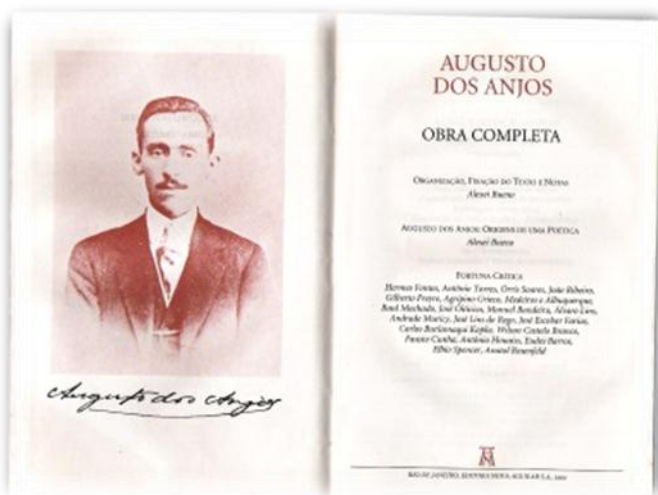 Augusto dos Anjos
AUGUSTO
DOS ANJOS
OBRA COMPLETA
ORGANIZAÇÃO, FIXAÇÃO DO TEXTO E NOTAS
Alexei Bueno
AUGUSTO DOS ANJOS: ORIGENS DE UMA POÉTICA
Alexei Bueno
FORTUNA CRÍTICA
Hermes Fontes, Antônio Torres, Orris Soares, João Ribeiro,
Gilberto Freyre, Agripino Grieco, Medeiros e Albuquerque,
Raul Machado, José Oiticica, Manuel Bandeira, Álvaro Lins,
Andrade Muricy, José Lins do Rego, José Escobar Farias,
Carlos Burlamaqui Kopke, Wilson Castelo Branco,
Fausto Cunha, Antônio Houaiss, Eudes Barros,
Elbio Spencer, Anatol Rosenfeld
RIO DE JANEIRO, EDITORA NOVA AGUILAR S.A.,